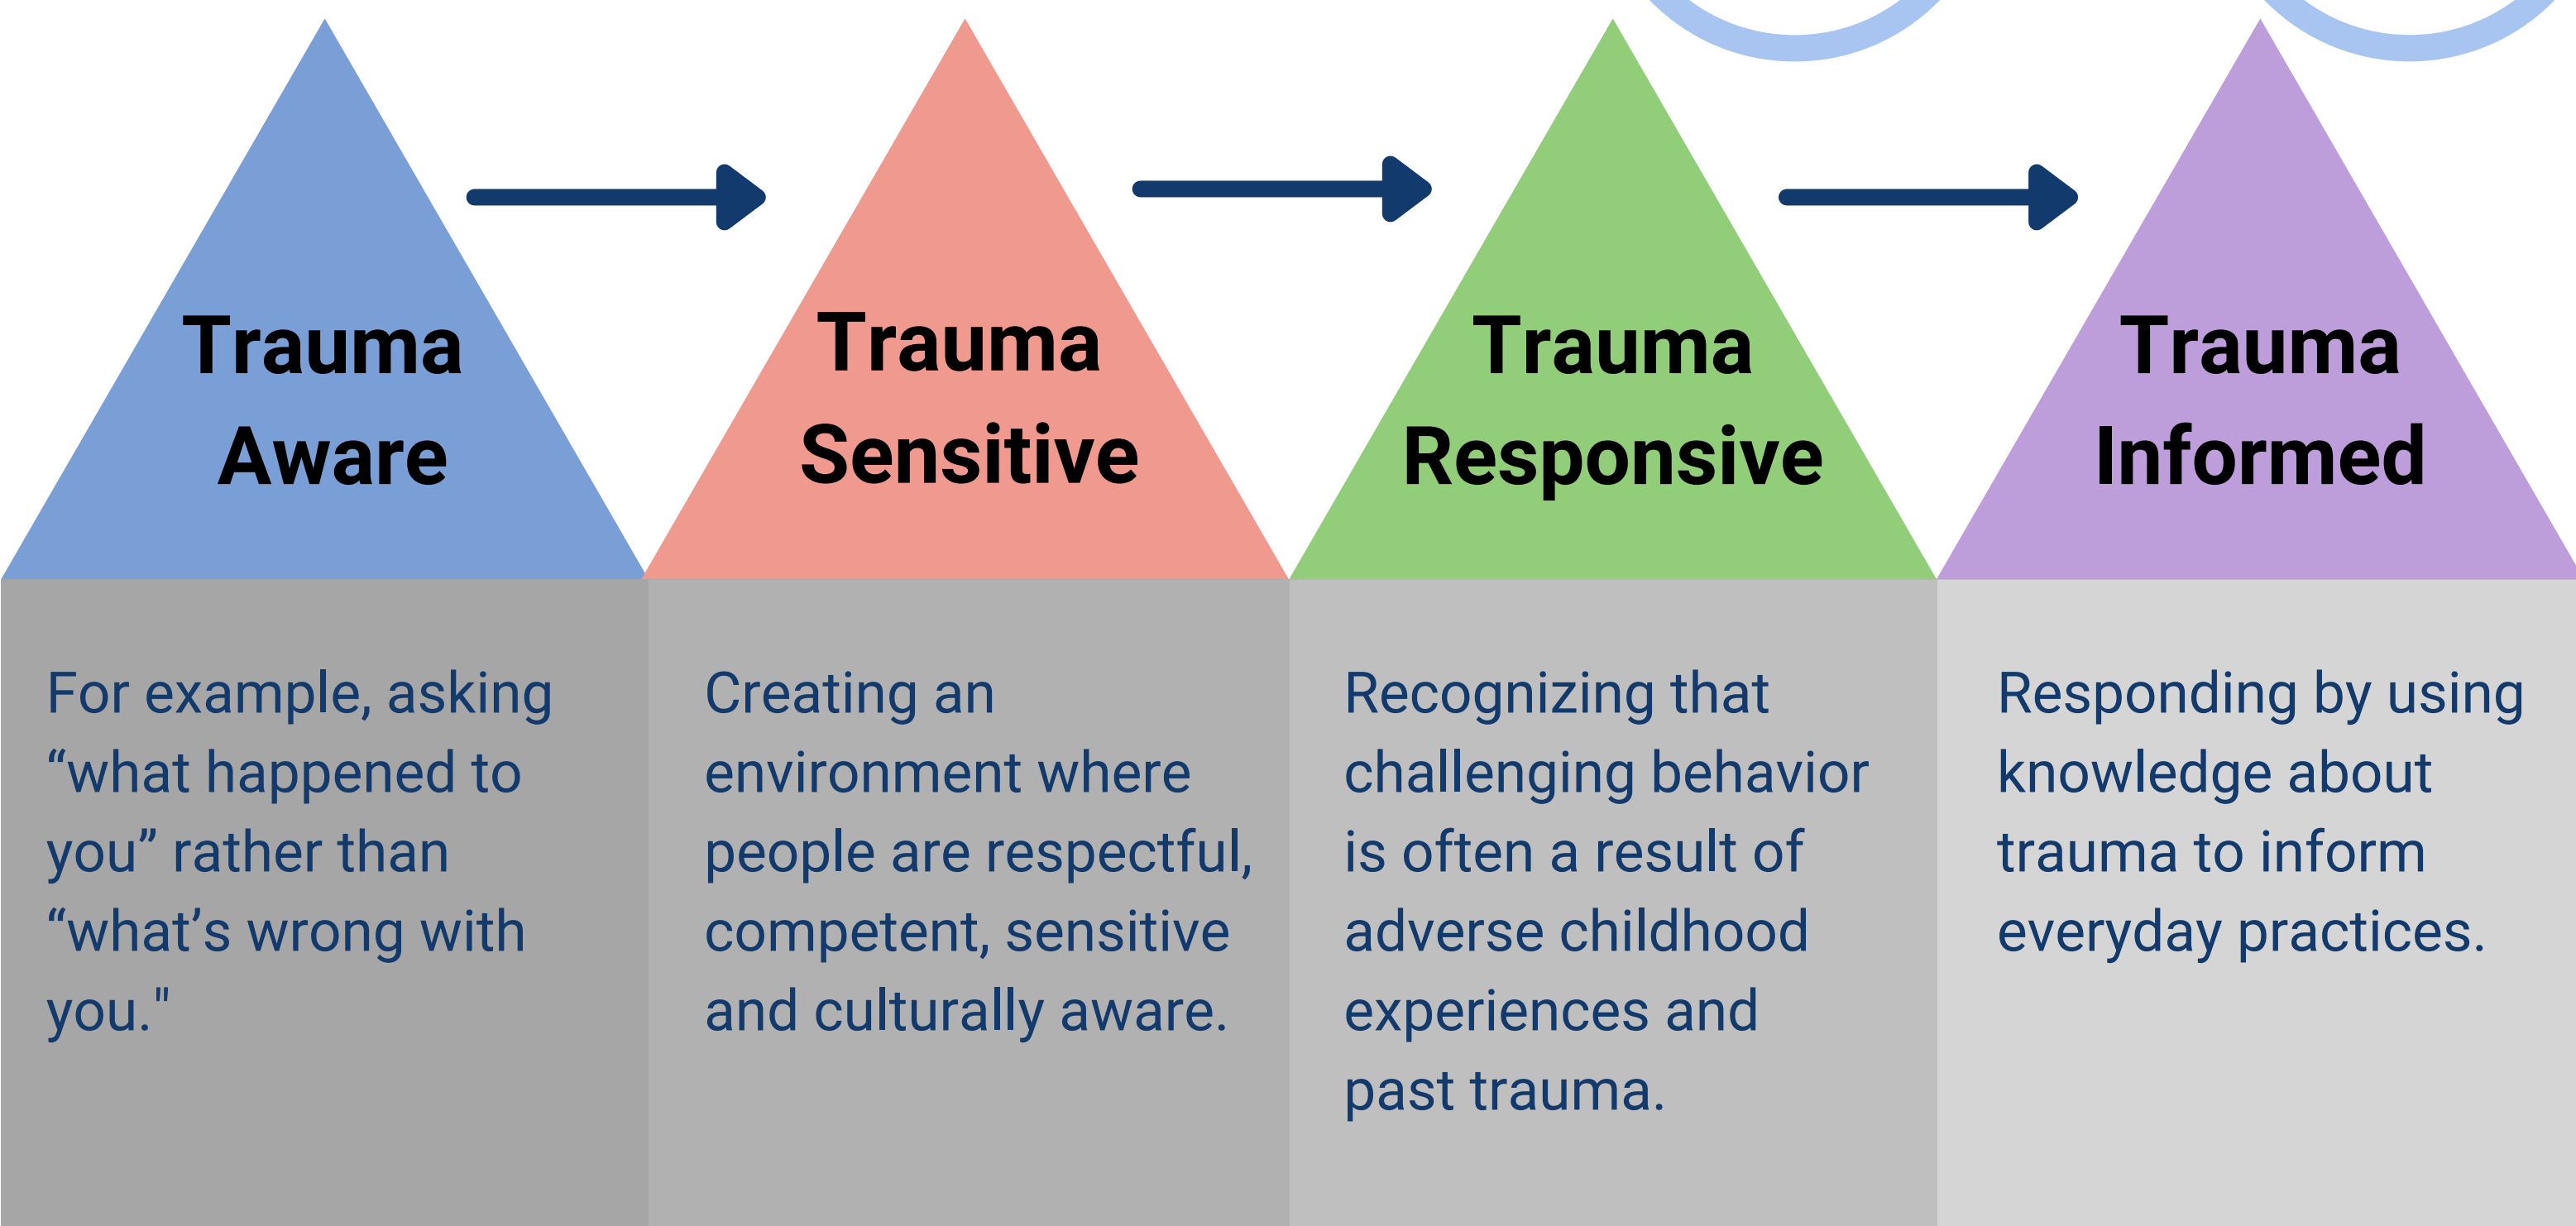 Trauma
Aware
Trauma
Sensitive
Trauma
Responsive
Trauma
Informed
For example, asking
“what happened to
you” rather than
“what’s wrong with
you."
Creating an
environment where
people are respectful,
competent, sensitive
and culturally aware.
Recognizing that
challenging behavior
is often a result of
adverse childhood
experiences and
past trauma.
Responding by using
knowledge about
trauma to inform
everyday practices.